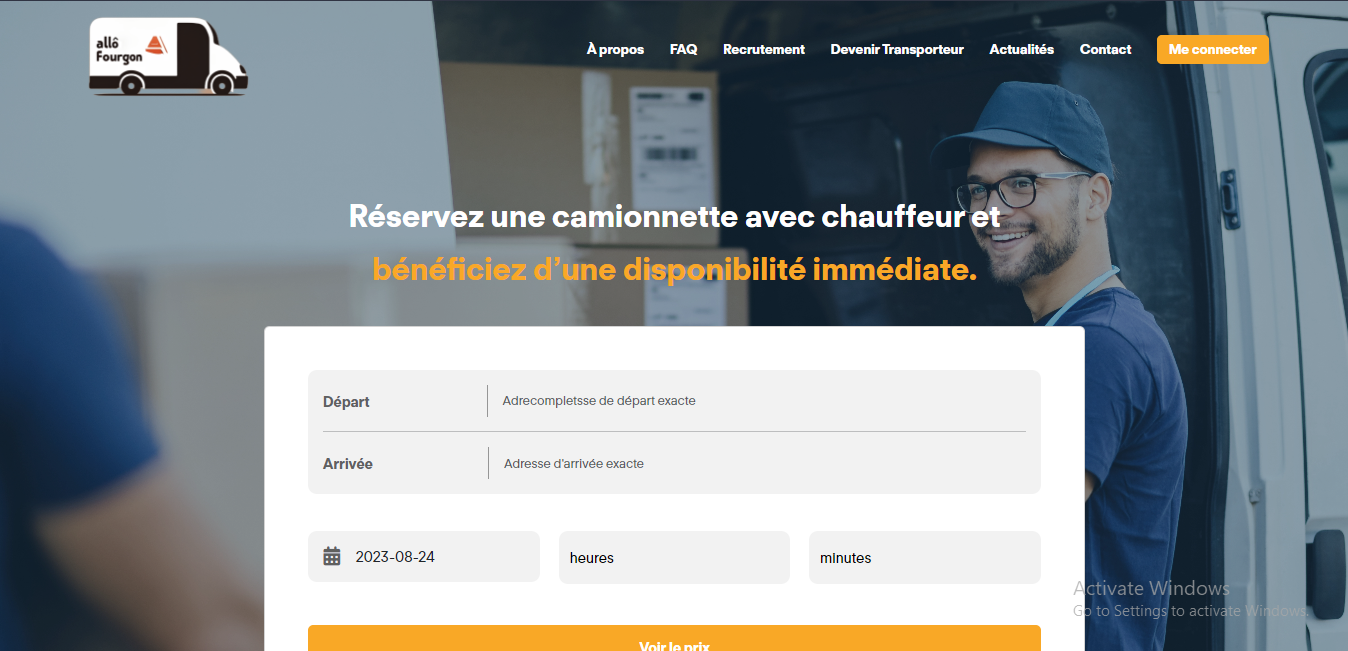 allô
Fourgon
À propos FAQ Recrutement Devenir Transporteur Actualités Contact Me connecter
Réservez une camionnette avec chauffeur et
bénéficiez d’une disponibilité immédiate.
Départ Adrecompletsse de départ exacte
Arrivée Adresse d’arrivée exacte
2023-08-24 heures minutes
Activate Windows
Go to Settings to activate Windows.
Voir le prix